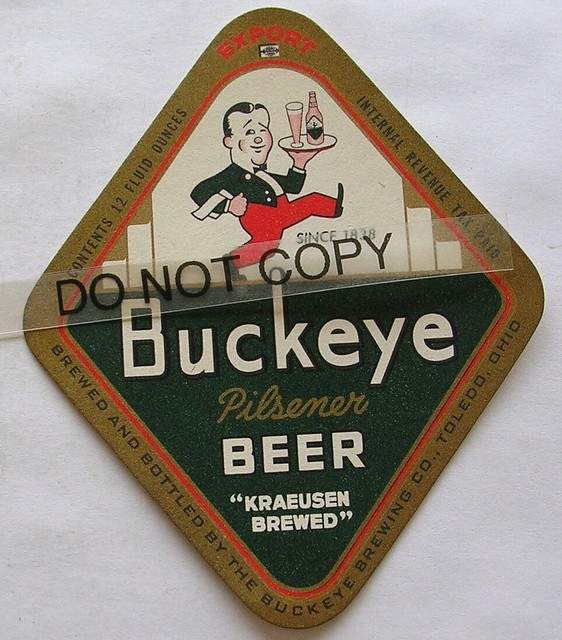 EXPORT
CONTENTS 12 FLUID OUNCES
INTERNAL REVENUE TAX PAID
SINCE 1838
DO NOT COPY
Buckeye
Pilsener
BEER
"KRAEUSEN
BREWED"
BREWED AND BOTTLED BY THE BUCKEYE BREWING CO., TOLEDO, OHIO